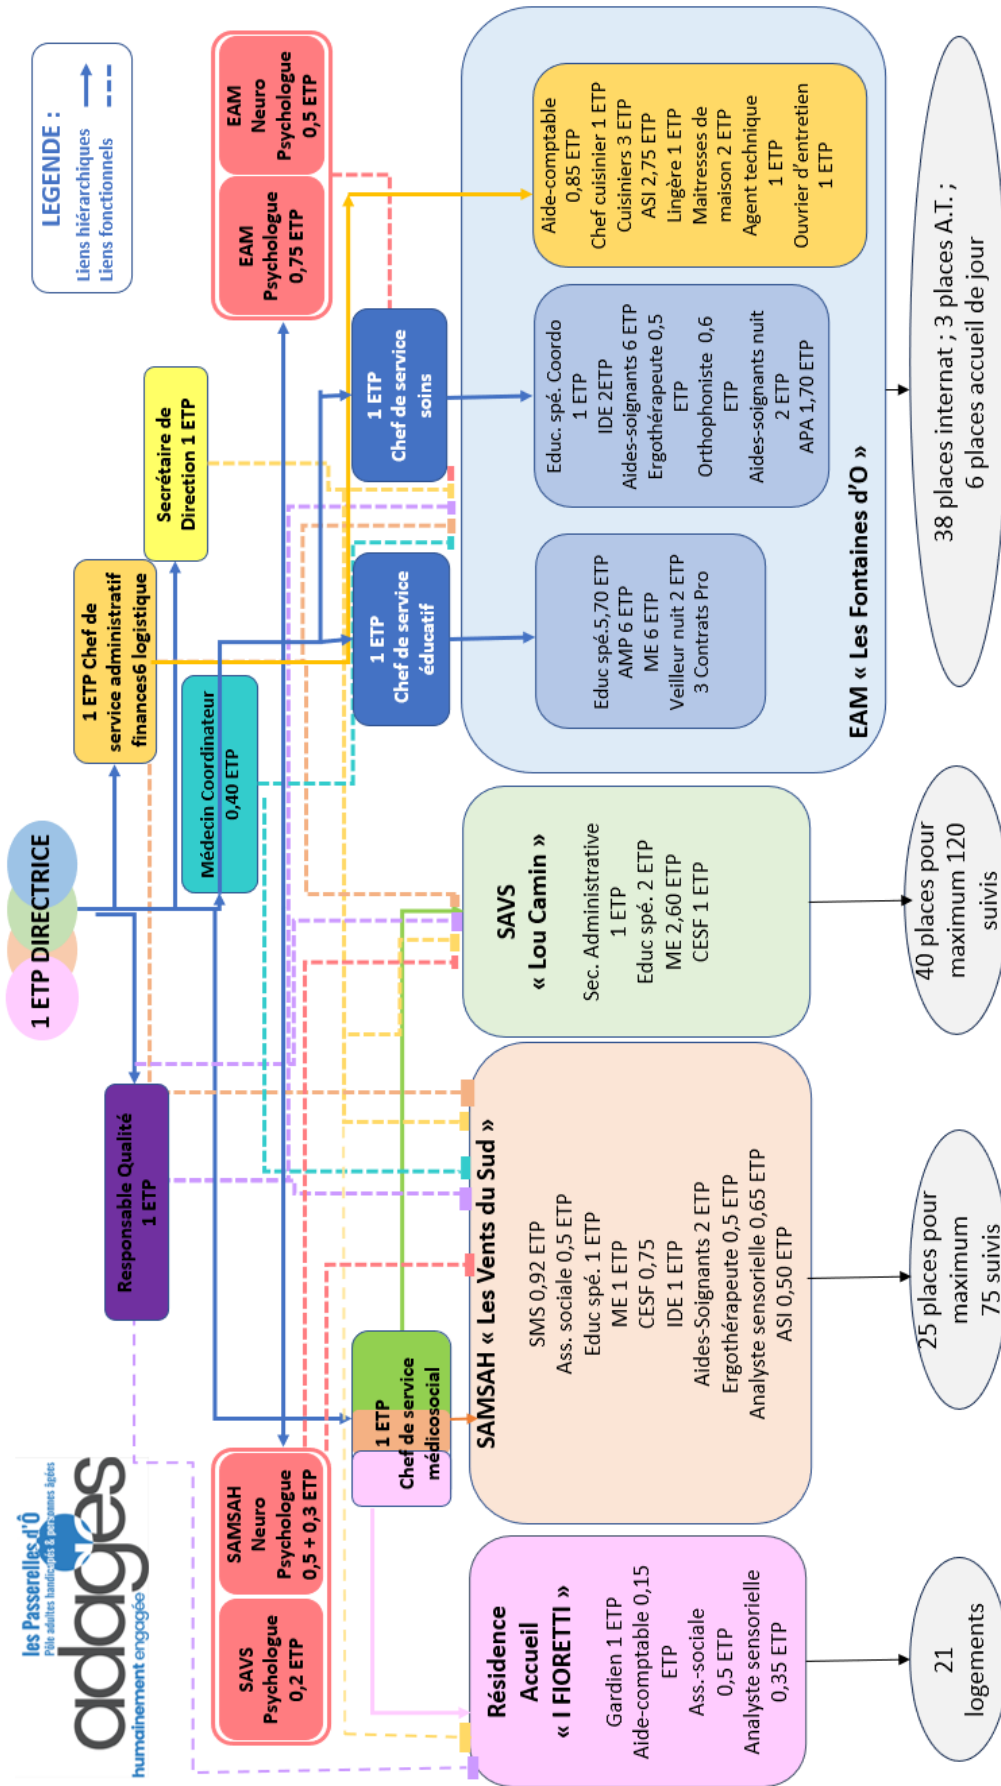 les Passerelles d'Ô
Pôle adultes handicapés & personnes âgées
adages
humainement engagée
1 ETP DIRECTRICE
LEGENDE :
Liens hiérarchiques
Liens fonctionnels
Responsable Qualité
1 ETP
1 ETP Chef de
service administratif
finances6 logistique
Secrétaire de
Direction 1 ETP
Médecin Coordinateur
0,40 ETP
SAVS
Psychologue
0,2 ETP
SAMSAH
Neuro
Psychologue
0,5 + 0,3 ETP
EAM
Psychologue
0,75 ETP
EAM
Neuro
Psychologue
0,5 ETP
1 ETP
Chef de service
médicosocial
1 ETP
Chef de service
éducatif
1 ETP
Chef de service
soins
Résidence
Accueil
« I FIORETTI »
Gardien 1 ETP
Aide-comptable 0,15
ETP
Ass.-sociale
0,5 ETP
Analyste sensorielle
0,35 ETP
SAMSAH « Les Vents du Sud »
SMS 0,92 ETP
Ass. sociale 0,5 ETP
Educ spé. 1 ETP
ME 1 ETP
CESF 0,75
IDE 1 ETP
Aides-Soignants 2 ETP
Ergothérapeute 0,5 ETP
Analyste sensorielle 0,65 ETP
ASI 0,50 ETP
SAVS
« Lou Camin »
Sec. Administrative
1 ETP
Educ spé. 2 ETP
ME 2,60 ETP
CESF 1 ETP
Educ spé.5,70 ETP
AMP 6 ETP
ME 6 ETP
Veilleur nuit 2 ETP
3 Contrats Pro
Educ. spé. Coordo
1 ETP
IDE 2ETP
Aides-soignants 6 ETP
Ergothérapeute 0,5
ETP
Orthophoniste 0,6
ETP
Aides-soignants nuit
2 ETP
APA 1,70 ETP
Aide-comptable
0,85 ETP
Chef cuisinier 1 ETP
Cuisiniers 3 ETP
ASI 2,75 ETP
Lingère 1 ETP
Maitresses de
maison 2 ETP
Agent technique
1 ETP
Ouvrier d'entretien
1 ETP
EAM « Les Fontaines d'O »
21
logements
25 places pour
maximum
75 suivis
40 places pour
maximum 120
suivis
38 places internat ; 3 places A.T. ;
6 places accueil de jour